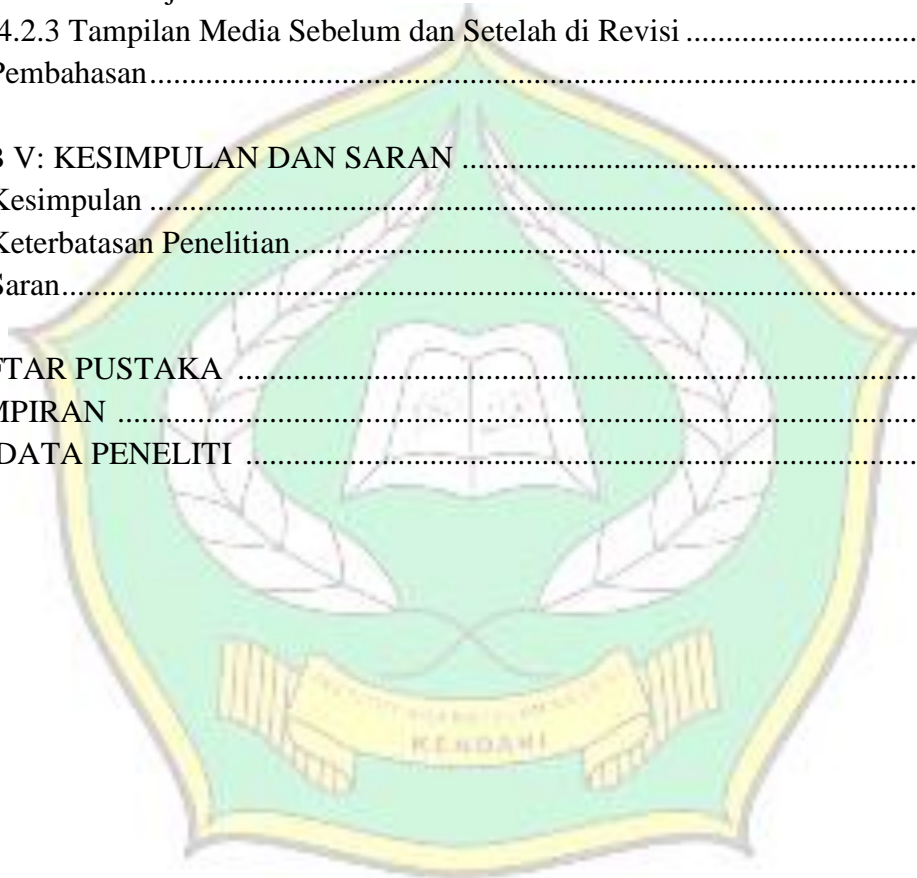 4.2.3 Tampilan Media Sebelum dan Setelah di Revisi ..............................
Pembahasan..................................................................................................
V: KESIMPULAN DAN SARAN ...........................................................
Kesimpulan ..................................................................................................
Keterbatasan Penelitian................................................................................
Saran.............................................................................................................
TAR PUSTAKA ........................................................................................
MPIRAN ......................................................................................................
DATA PENELITI .....................................................................................
KENDARI